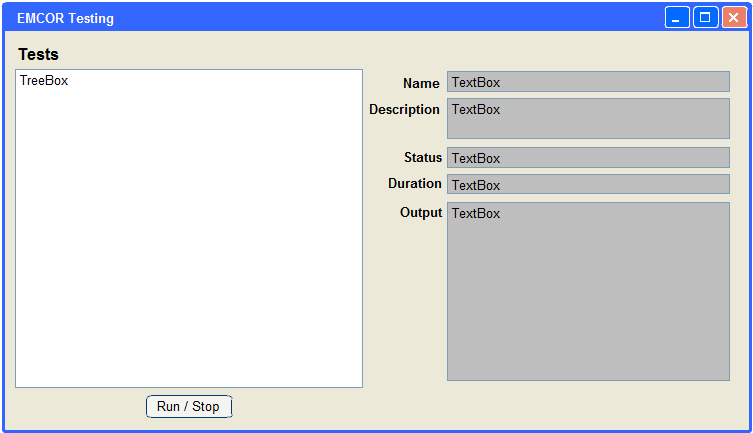 EMCOR Testing
Tests
TreeBox
Name TextBox
Description TextBox
Status TextBox
Duration TextBox
Output TextBox
Run / Stop